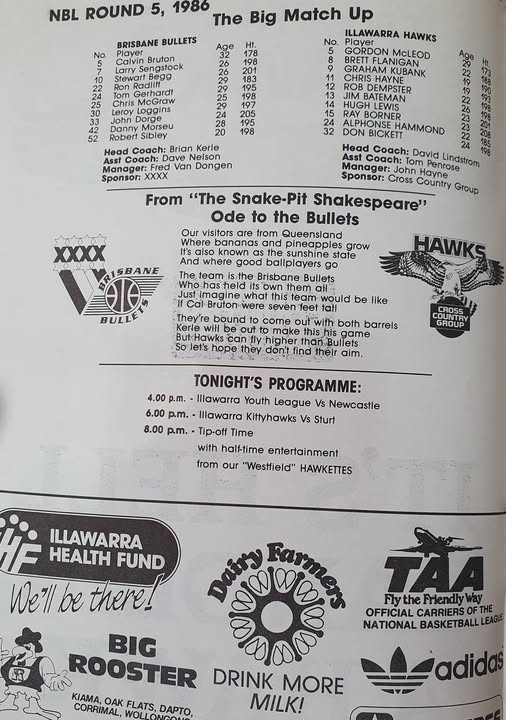 NBL ROUND 5, 1986
The Big Match Up
BRISBANE BULLETS
No. Player Age Ht.
5 Calvin Bruton 32 178
7 Larry Sengstock 26 198
10 Stewart Begg 26 201
22 Ron Radliff 29 183
24 Tom Gerhardt 29 195
25 Chris McGraw 25 198
30 Leroy Loggins 29 197
33 John Dorge 24 205
42 Danny Morseu 28 195
52 Robert Sibley 20 198
Head Coach: Brian Kerle
Asst Coach: Dave Nelson
Manager: Fred Van Dongen
Sponsor: XXXX
ILLAWARRA HAWKS
No. Player Age Ht.
5 GORDON McLEOD 29 173
8 BRETT FLANIGAN 22 188
9 GRAHAM KUBANK
11 CHRIS HAYNE
12 ROB DEMPSTER
13 JIM BATEMAN
14 HUGH LEWIS
15 RAY BORNER
24 ALPHONSE HAMMOND 22 185
32 DON BICKETT 24 198
Head Coach: David Lindstrom
Asst Coach: Tom Penrose
Manager: John Hayne
Sponsor: Cross Country Group
From "The Snake-Pit Shakespeare"
Ode to the Bullets
Our visitors are from Queensland
Where bananas and pineapples grow
It's also known as the sunshine state
And where good ballplayers go
The team is the Brisbane Bullets
Who has held its own them all
Just imagine what this team would be like
If Cal Bruton were seven feet tall
They're bound to come out with both barrels
Kerle will be out to make this his game
But Hawks can fly higher than Bullets
So let's hope they don't find their aim.
XXXX
BRISBANE
BULLETS
HAWKS
CROSS
COUNTRY
GROUP
TONIGHT'S PROGRAMME:
4.00 p.m. - Illawarra Youth League Vs Newcastle
6.00 p.m. - Illawarra Kittyhawks Vs Sturt
8.00 p.m. - Tip-off Time
with half-time entertainment
from our "Westfield" HAWKETTES
HF ILLAWARRA
HEALTH FUND
We'll be there!
Dairy Farmers
DRINK MORE
MILK!
TAA
Fly the Friendly Way
OFFICIAL CARRIERS OF THE
NATIONAL BASKETBALL LEAGUE
BIG
ROOSTER
KIAMA, OAK FLATS, DAPTO,
CORRIMAL, WOLLONGONG
adidas